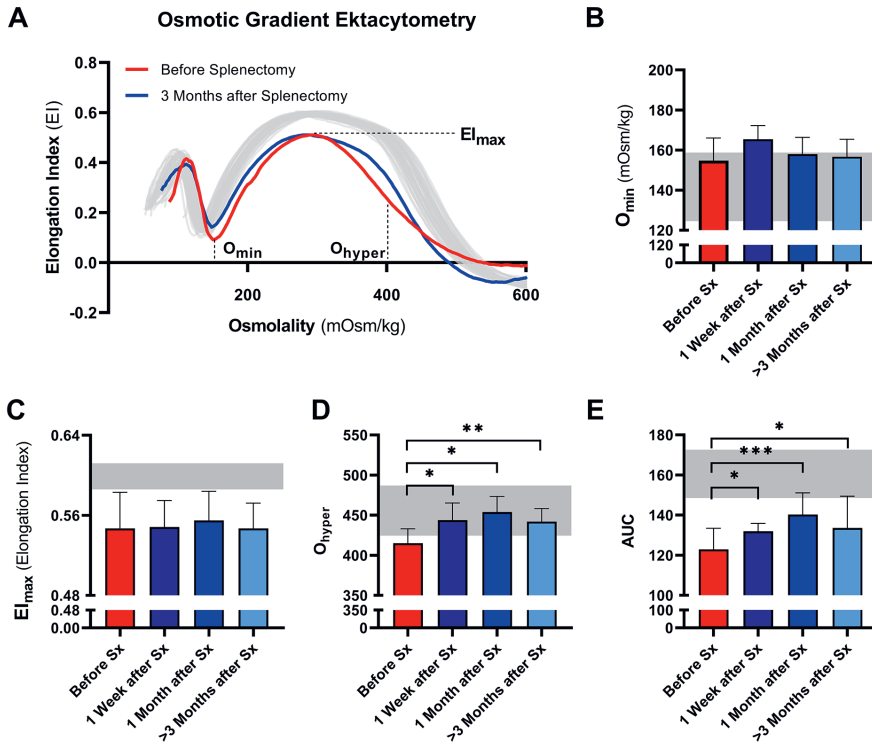 A
Osmotic Gradient Ektacytometry
Before Splenectomy
3 Months after Splenectomy
Elongation Index (EI)
0.8
0.6
0.4
0.2
0.0
-0.2
EImax
Omin
Ohyper
200
400
600
Osmolality (mOsm/kg)
B
Omin (mOsm/kg)
200
180
160
140
120
120
0
Before Sx
1 Week after Sx
1 Month after Sx
>3 Months after Sx
C
EImax (Elongation Index)
0.64
0.56
0.48
0.48
0.00
Before Sx
1 Week after Sx
1 Month after Sx
>3 Months after Sx
D
Ohyper
550
500
450
400
350
350
0
**
*
*
Before Sx
1 Week after Sx
1 Month after Sx
>3 Months after Sx
E
AUC
180
160
140
120
100
100
0
*
***
*
Before Sx
1 Week after Sx
1 Month after Sx
>3 Months after Sx